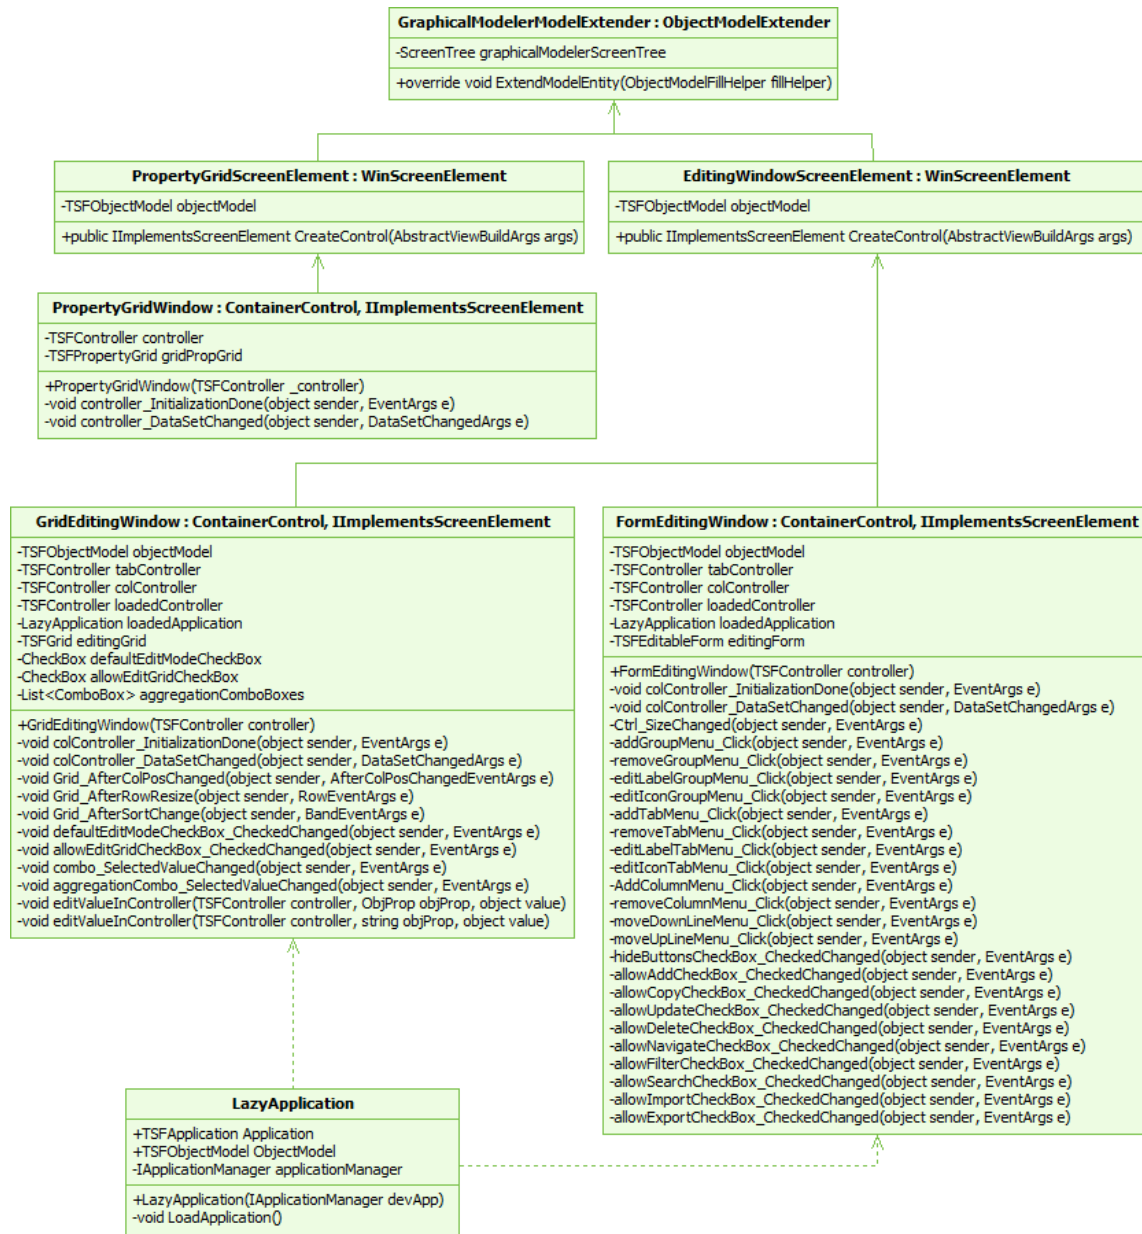 GraphicalModelerModelExtender : ObjectModelExtender
-ScreenTree graphicalModelerScreenTree
+override void ExtendModelEntity(ObjectModelFillHelper fillHelper)
PropertyGridScreenElement : WinScreenElement
-TSFObjectModel objectModel
+public IImplementsScreenElement CreateControl(AbstractViewBuildArgs args)
EditingWindowScreenElement : WinScreenElement
-TSFObjectModel objectModel
+public IImplementsScreenElement CreateControl(AbstractViewBuildArgs args)
PropertyGridWindow : ContainerControl, IImplementsScreenElement
-TSFController controller
-TSFPropertyGrid gridPropGrid
+PropertyGridWindow(TSFController _controller)
-void controller_InitializationDone(object sender, EventArgs e)
-void controller_DataSetChanged(object sender, DataSetChangedArgs e)
GridEditingWindow : ContainerControl, IImplementsScreenElement
-TSFObjectModel objectModel
-TSFController tabController
-TSFController colController
-TSFController loadedController
-LazyApplication loadedApplication
-TSFGrid editingGrid
-CheckBox defaultEditModeCheckBox
-CheckBox allowEditGridCheckBox
-List<ComboBox> aggregationComboBoxes
+GridEditingWindow(TSFController controller)
-void colController_InitializationDone(object sender, EventArgs e)
-void colController_DataSetChanged(object sender, DataSetChangedArgs e)
-void Grid_AfterColPosChanged(object sender, AfterColPosChangedEventArgs e)
-void Grid_AfterRowResize(object sender, RowEventArgs e)
-void Grid_AfterSortChange(object sender, BandEventArgs e)
-void defaultEditModeCheckBox_CheckedChanged(object sender, EventArgs e)
-void allowEditGridCheckBox_CheckedChanged(object sender, EventArgs e)
-void combo_SelectedValueChanged(object sender, EventArgs e)
-void aggregationCombo_SelectedValueChanged(object sender, EventArgs e)
-void editValueInController(TSFController controller, ObjProp objProp, object value)
-void editValueInController(TSFController controller, string objProp, object value)
FormEditingWindow : ContainerControl, IImplementsScreenElement
-TSFObjectModel objectModel
-TSFController tabController
-TSFController colController
-TSFController loadedController
-LazyApplication loadedApplication
-TSFEditableForm editingForm
+FormEditingWindow(TSFController controller)
-void colController_InitializationDone(object sender, EventArgs e)
-void colController_DataSetChanged(object sender, DataSetChangedArgs e)
-Ctrl_SizeChanged(object sender, EventArgs e)
-addGroupMenu_Click(object sender, EventArgs e)
-removeGroupMenu_Click(object sender, EventArgs e)
-editLabelGroupMenu_Click(object sender, EventArgs e)
-editIconGroupMenu_Click(object sender, EventArgs e)
-addTabMenu_Click(object sender, EventArgs e)
-removeTabMenu_Click(object sender, EventArgs e)
-editLabelTabMenu_Click(object sender, EventArgs e)
-editIconTabMenu_Click(object sender, EventArgs e)
-AddColumnMenu_Click(object sender, EventArgs e)
-removeColumnMenu_Click(object sender, EventArgs e)
-moveDownLineMenu_Click(object sender, EventArgs e)
-moveUpLineMenu_Click(object sender, EventArgs e)
-hideButtonsCheckBox_CheckedChanged(object sender, EventArgs e)
-allowAddCheckBox_CheckedChanged(object sender, EventArgs e)
-allowCopyCheckBox_CheckedChanged(object sender, EventArgs e)
-allowUpdateCheckBox_CheckedChanged(object sender, EventArgs e)
-allowDeleteCheckBox_CheckedChanged(object sender, EventArgs e)
-allowNavigateCheckBox_CheckedChanged(object sender, EventArgs e)
-allowFilterCheckBox_CheckedChanged(object sender, EventArgs e)
-allowSearchCheckBox_CheckedChanged(object sender, EventArgs e)
-allowImportCheckBox_CheckedChanged(object sender, EventArgs e)
-allowExportCheckBox_CheckedChanged(object sender, EventArgs e)
LazyApplication
+TSFApplication Application
+TSFObjectModel ObjectModel
-IApplicationManager applicationManager
+LazyApplication(IApplicationManager devApp)
-void LoadApplication()